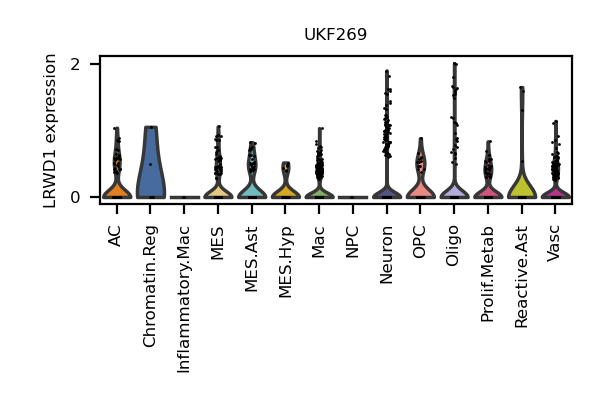 UKF269
LRWD1 expression
2
0
AC
Chromatin.Reg
Inflammatory.Mac
MES
MES.Ast
MES.Hyp
Mac
NPC
Neuron
OPC
Oligo
Prolif.Metab
Reactive.Ast
Vasc